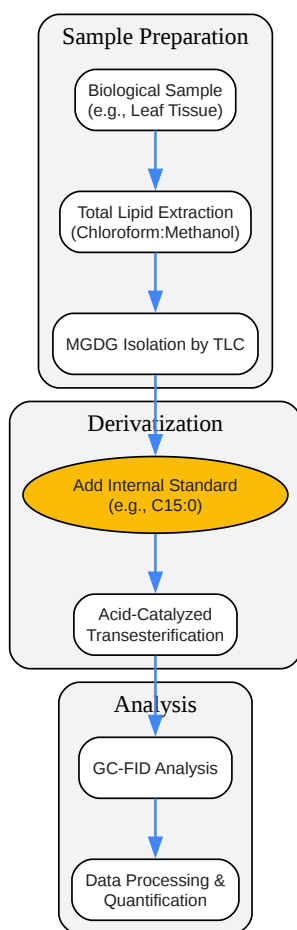 Sample Preparation
Biological Sample
(e.g., Leaf Tissue)
Total Lipid Extraction
(Chloroform:Methanol)
MGDG Isolation by TLC
Derivatization
Add Internal Standard
(e.g., C15:0)
Acid-Catalyzed
Transesterification
Analysis
GC-FID Analysis
Data Processing &
Quantification